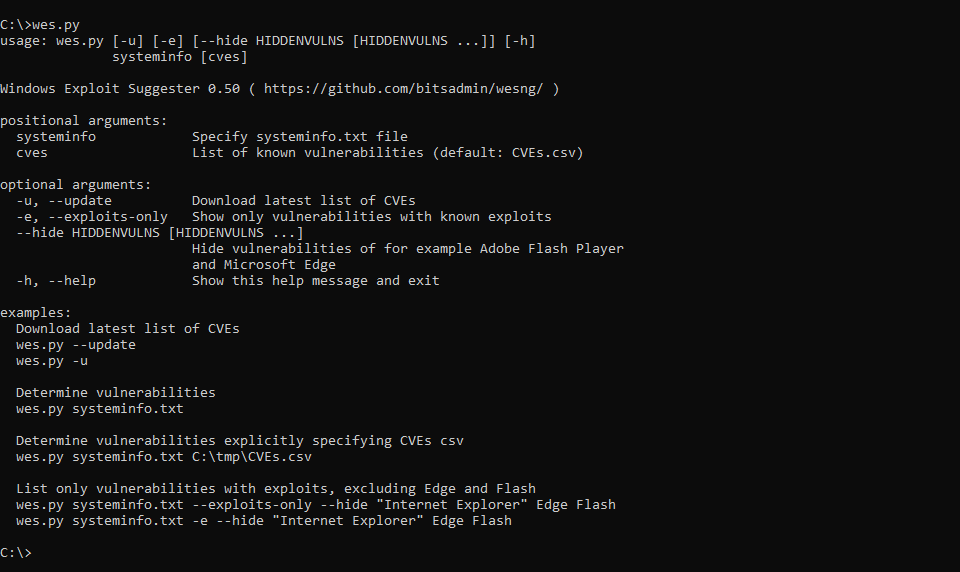 C:\>wes.py
usage: wes.py [-u] [-e] [--hide HIDDENVULNS [HIDDENVULNS ...]] [-h]
              systeminfo [cves]

Windows Exploit Suggester 0.50 ( https://github.com/bitsadmin/wesng/ )

positional arguments:
  systeminfo            Specify systeminfo.txt file
  cves                  List of known vulnerabilities (default: CVEs.csv)

optional arguments:
  -u, --update          Download latest list of CVEs
  -e, --exploits-only   Show only vulnerabilities with known exploits
  --hide HIDDENVULNS [HIDDENVULNS ...]
                        Hide vulnerabilities of for example Adobe Flash Player
                        and Microsoft Edge
  -h, --help            Show this help message and exit

examples:
  Download latest list of CVEs
  wes.py --update
  wes.py -u

  Determine vulnerabilities
  wes.py systeminfo.txt

  Determine vulnerabilities explicitly specifying CVEs csv
  wes.py systeminfo.txt C:\tmp\CVEs.csv

  List only vulnerabilities with exploits, excluding Edge and Flash
  wes.py systeminfo.txt --exploits-only --hide "Internet Explorer" Edge Flash
  wes.py systeminfo.txt -e --hide "Internet Explorer" Edge Flash

C:\>